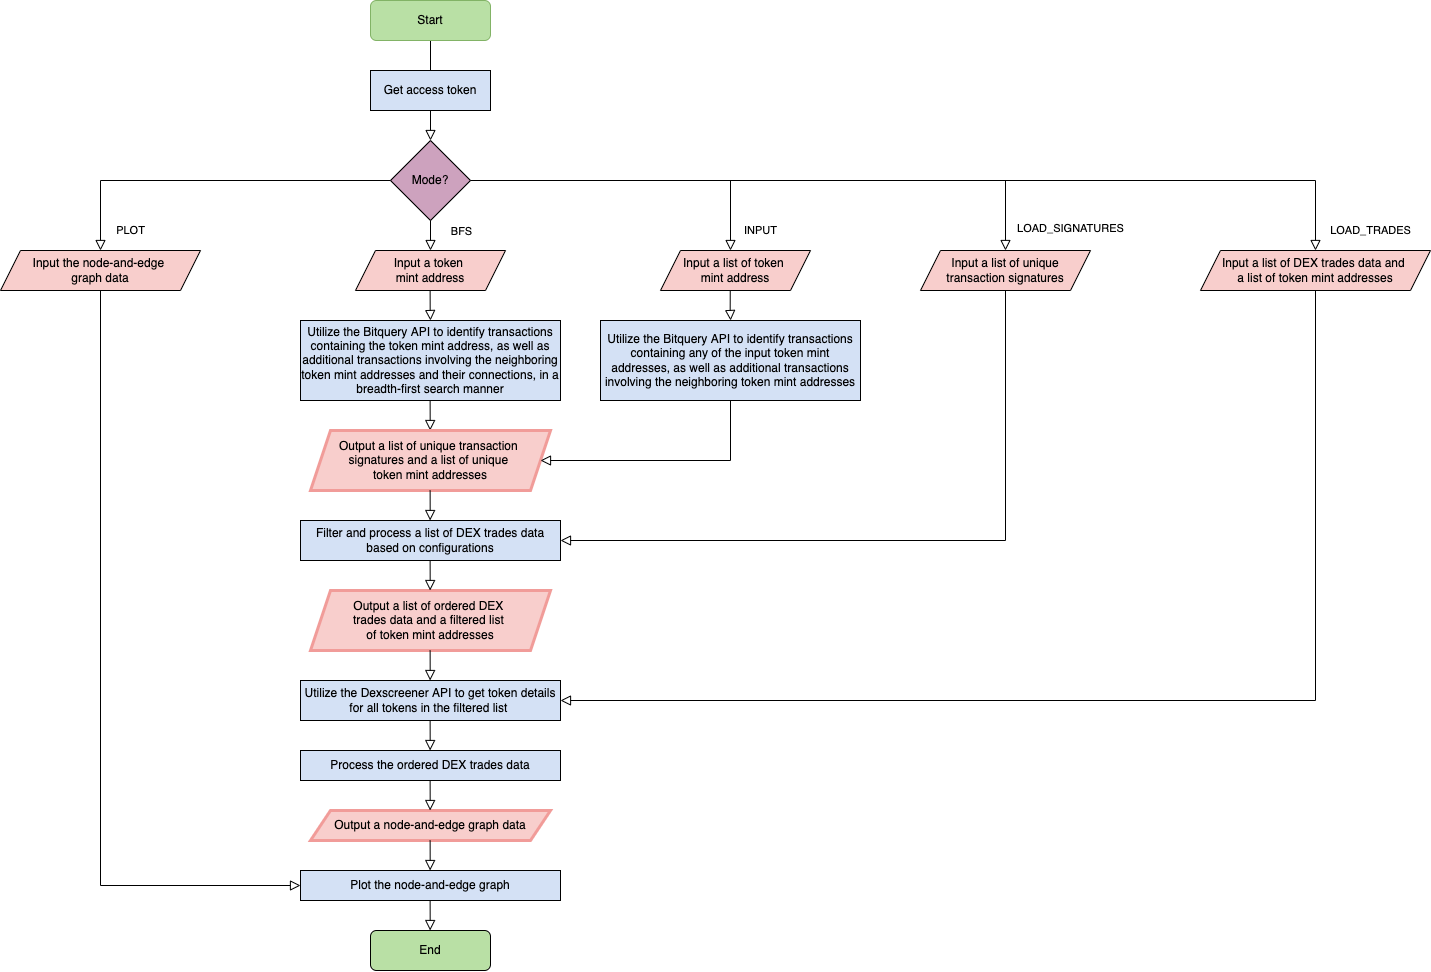 Start
Get access token
Mode?
PLOT
BFS
INPUT
LOAD_SIGNATURES
LOAD_TRADES
Input the node-and-edge
graph data
Input a token
mint address
Input a list of token
mint address
Input a list of unique
transaction signatures
Input a list of DEX trades data and
a list of token mint addresses
Utilize the Bitquery API to identify transactions
containing the token mint address, as well as
additional transactions involving the neighboring
token mint addresses and their connections, in a
breadth-first search manner
Utilize the Bitquery API to identify transactions
containing any of the input token mint
addresses, as well as additional transactions
involving the neighboring token mint addresses
Output a list of unique transaction
signatures and a list of unique
token mint addresses
Filter and process a list of DEX trades data
based on configurations
Output a list of ordered DEX
trades data and a filtered list
of token mint addresses
Utilize the Dexscreener API to get token details
for all tokens in the filtered list
Process the ordered DEX trades data
Output a node-and-edge graph data
Plot the node-and-edge graph
End